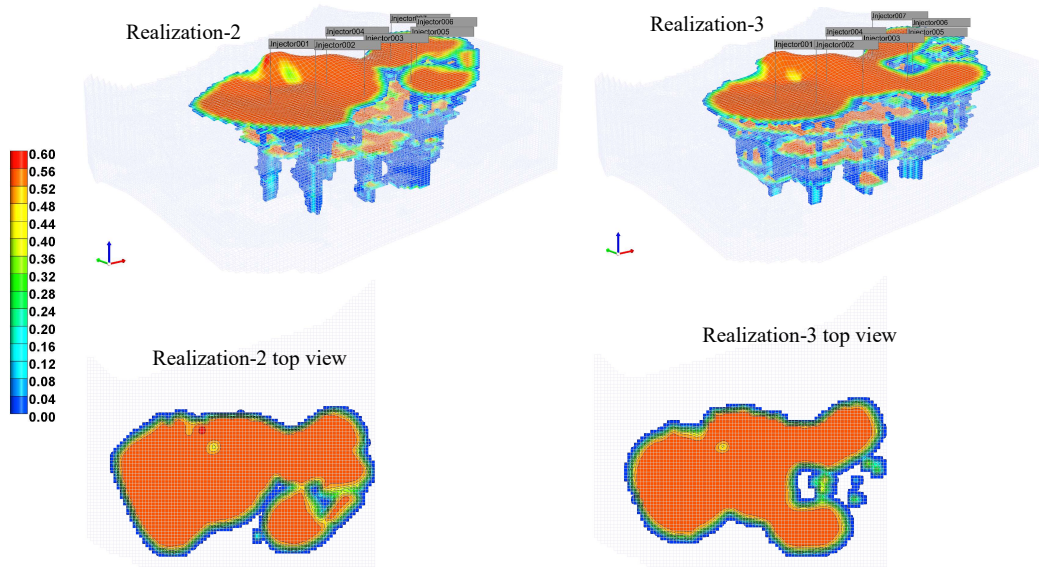 Realization-2
Injector006
Injector004
Injector005
Injector003
Injector001
Injector002
Realization-3
Injector007
Injector006
Injector004
Injector005
Injector003
Injector001
Injector002
0.60
0.56
0.52
0.48
0.44
0.40
0.36
0.32
0.28
0.24
0.20
0.16
0.12
0.08
0.04
0.00
Realization-2 top view
Realization-3 top view